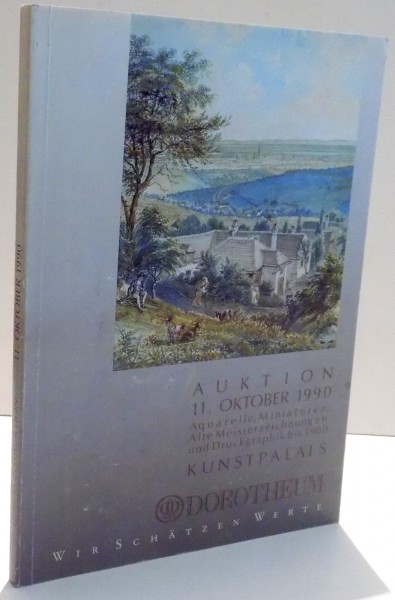 AUKTION
11. OKTOBER 1990
Aquarelle, Miniaturen,
Alte Meisterzeichnungen
und Druckgraphik bis 1900
KUNSTPALAIS
DOROTHEUM
WIR SCHÄTZEN WERTE
11. OKTOBER 1990